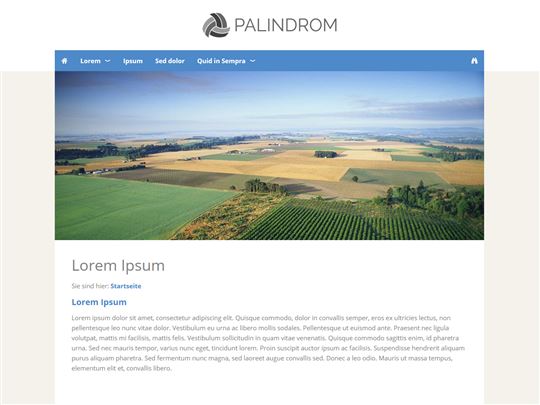 PALINDROM
Lorem Ipsum Sed dolor Quid in Sempra
Lorem Ipsum
Sie sind hier: Startseite
Lorem Ipsum
Lorem ipsum dolor sit amet, consectetur adipiscing elit. Quisque commodo, dolor in convallis semper, eros ex ultricies lectus, non
pellentesque leo nunc vitae dolor. Vestibulum eu urna ac libero mollis sodales. Pellentesque ut euismod ante. Praesent nec ligula
volutpat, mattis mi facilisis, mattis felis. Vestibulum sollicitudin in quam vitae venenatis. Quisque commodo sagittis enim, id pharetra
urna. Sed nec mauris tempor, varius nunc eget, tincidunt lorem. Proin suscipit auctor ipsum ac facilisis. Suspendisse hendrerit aliquam
purus aliquam pharetra. Sed fermentum nunc magna, sed laoreet augue convallis sed. Donec a leo odio. Mauris ut massa tempus,
elementum elit et, convallis libero.